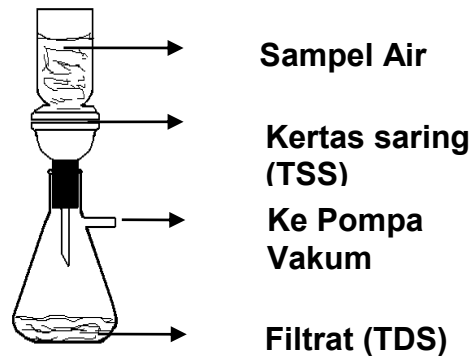 Sampel Air
Kertas saring
(TSS)
Ke Pompa
Vakum
Filtrat (TDS)